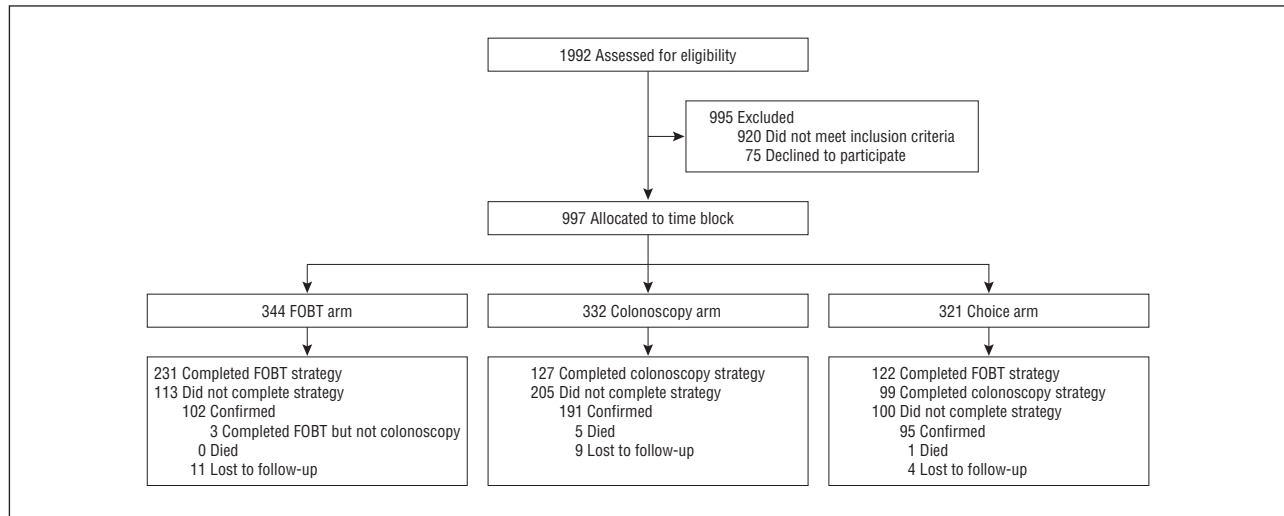 1992 Assessed for eligibility
995 Excluded
920 Did not meet inclusion criteria
75 Declined to participate
997 Allocated to time block
344 FOBT arm
332 Colonoscopy arm
321 Choice arm
231 Completed FOBT strategy
113 Did not complete strategy
102 Confirmed
3 Completed FOBT but not colonoscopy
0 Died
11 Lost to follow-up
127 Completed colonoscopy strategy
205 Did not complete strategy
191 Confirmed
5 Died
9 Lost to follow-up
122 Completed FOBT strategy
99 Completed colonoscopy strategy
100 Did not complete strategy
95 Confirmed
1 Died
4 Lost to follow-up